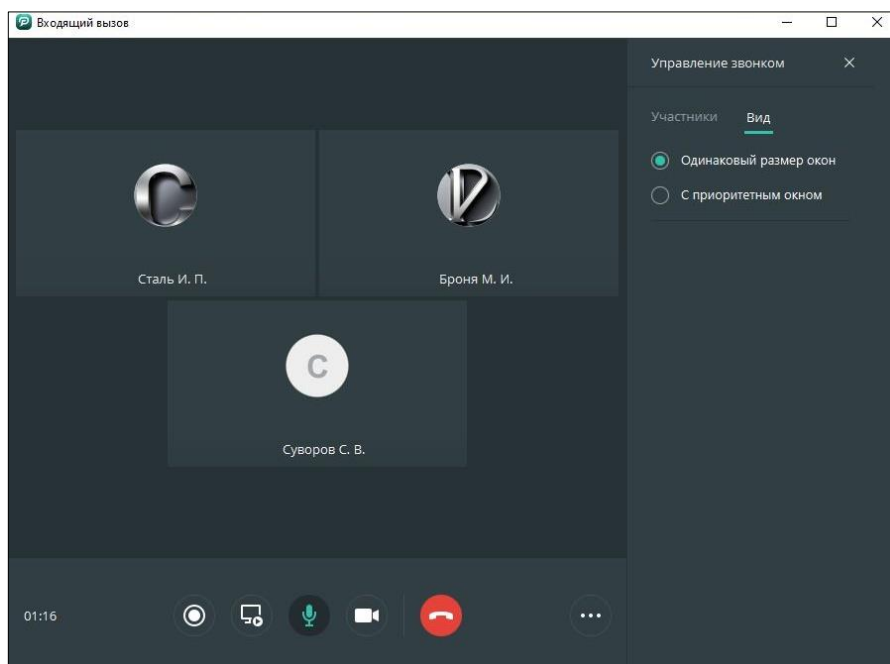 Входящий вызов
Управление звонком
Участники Вид
Одинаковый размер окон
С приоритетным окном
Сталь И. П.
Броня М. И.
С
Суворов С. В.
01:16